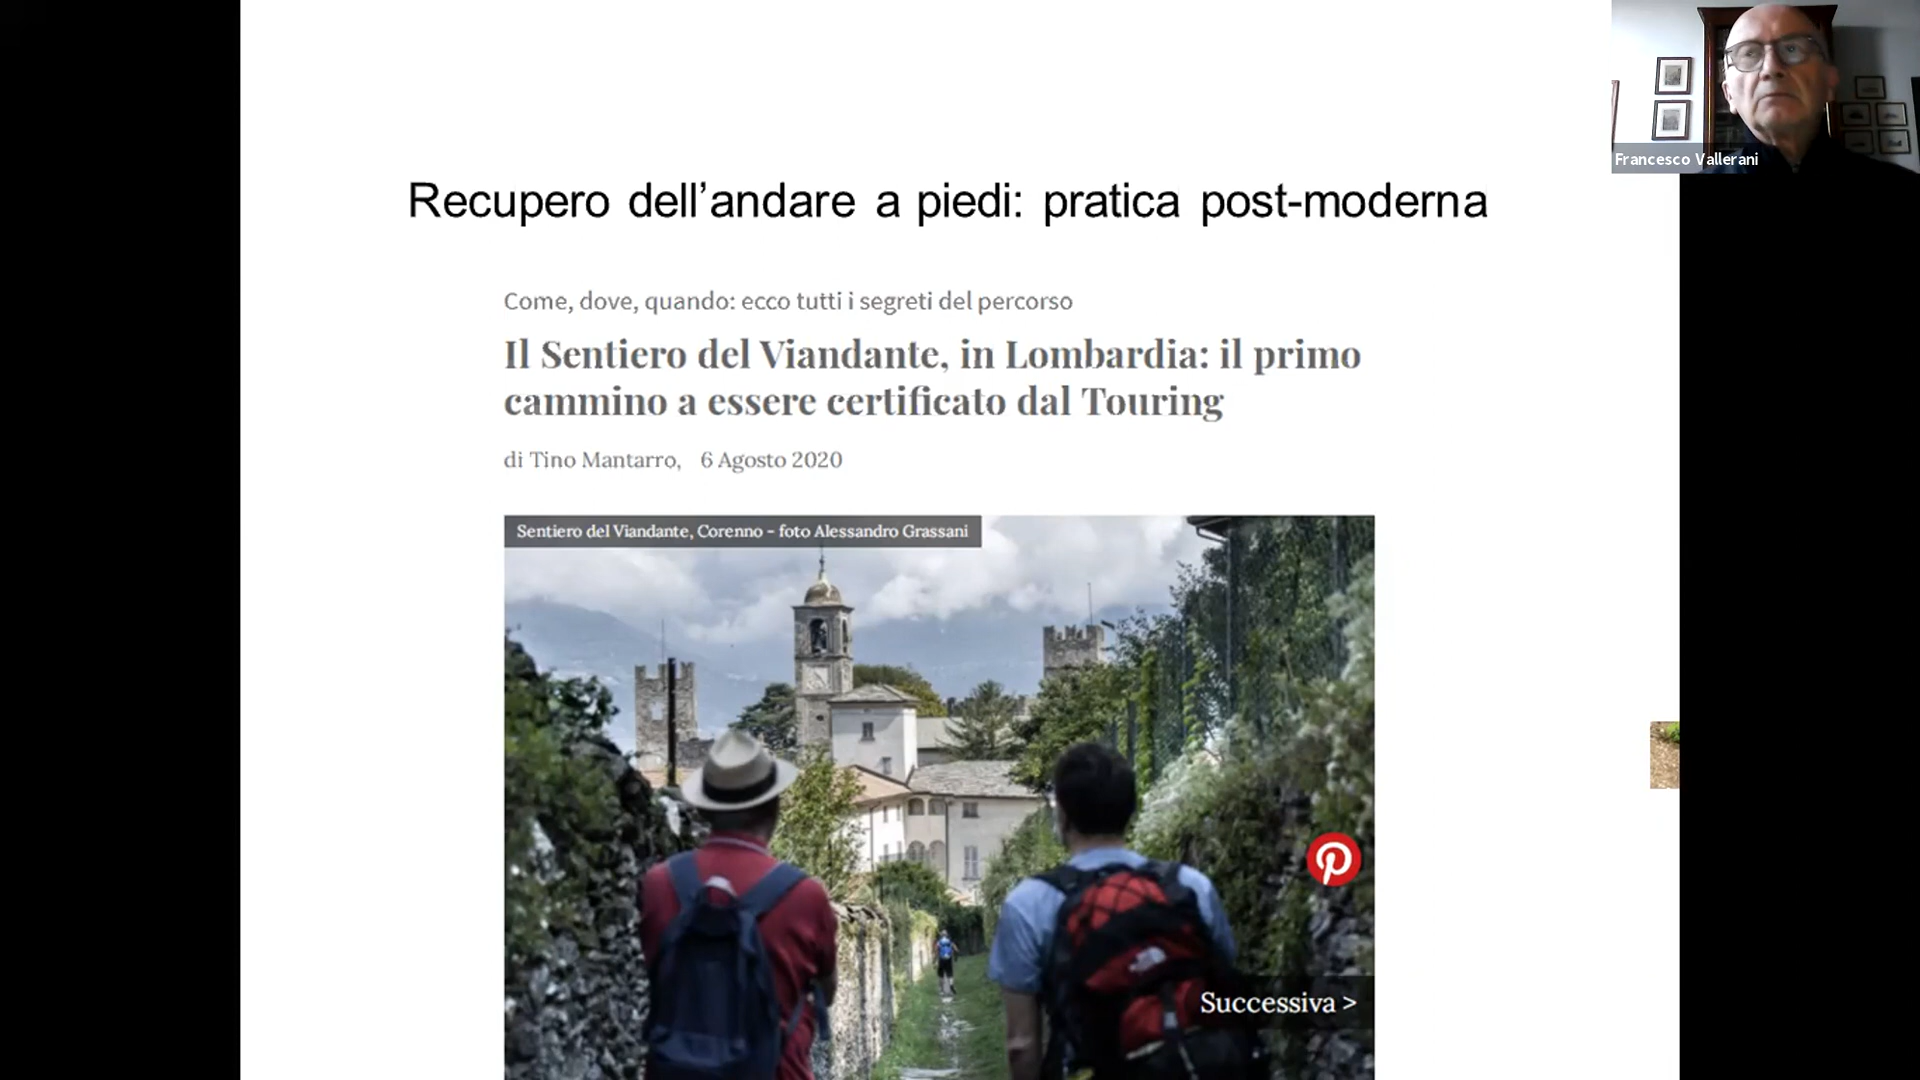 Francesco Vallerani
Recupero dell’andare a piedi: pratica post-moderna
Come, dove, quando: ecco tutti i segreti del percorso
Il Sentiero del Viandante, in Lombardia: il primo
cammino a essere certificato dal Touring
di Tino Mantarro, 6 Agosto 2020
Sentiero del Viandante, Corenno - foto Alessandro Grassani
Successiva >